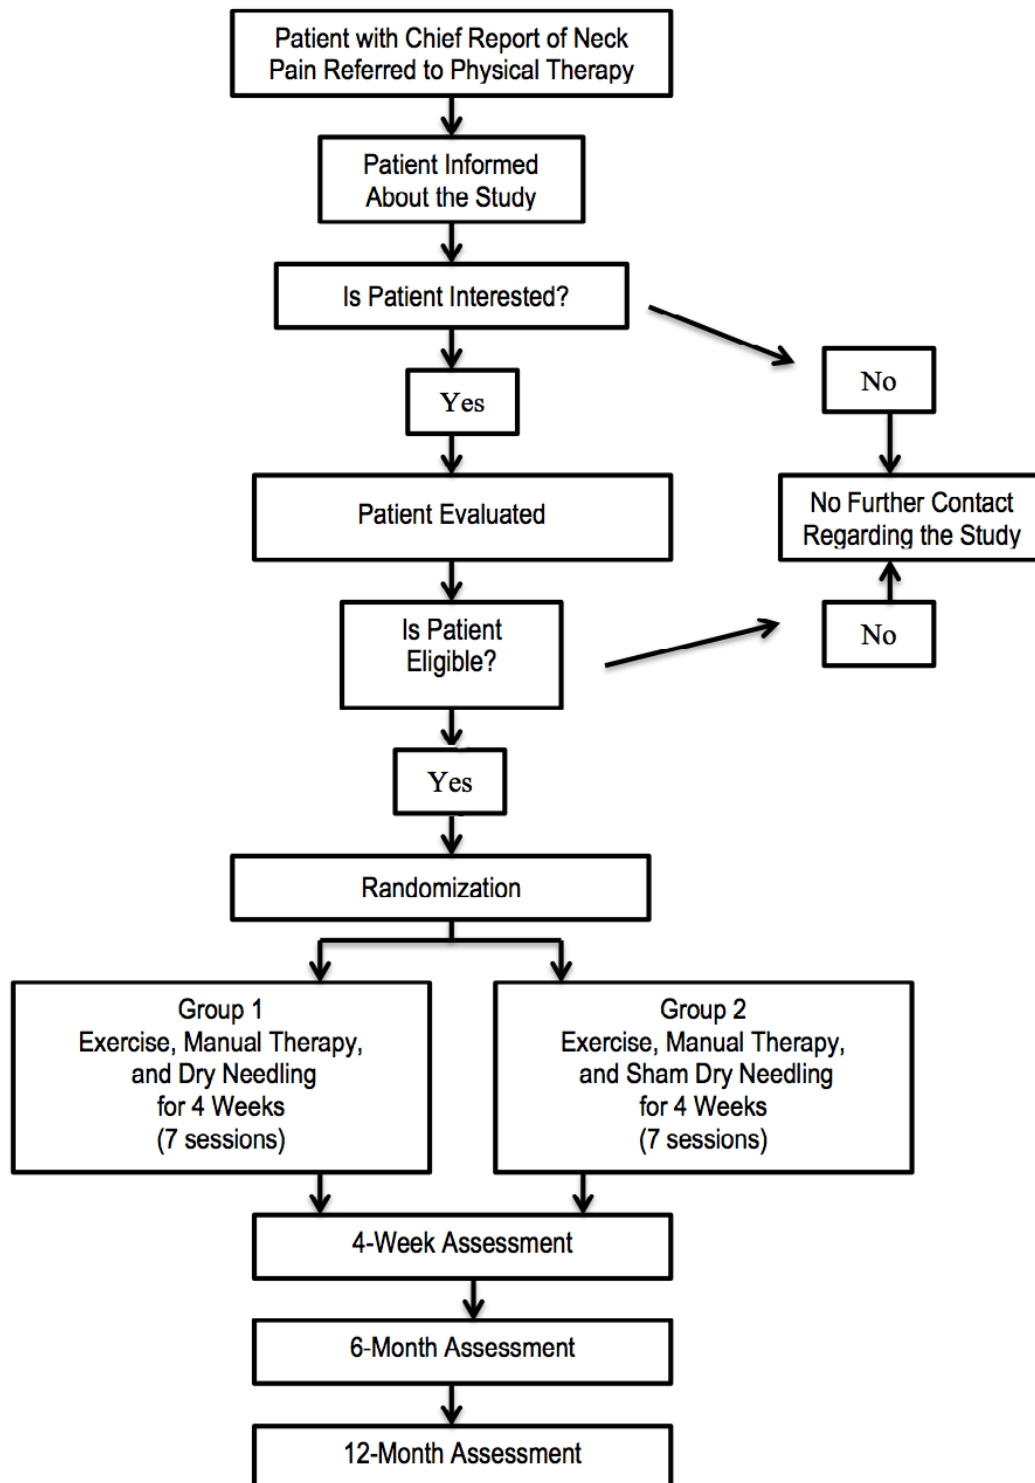 Patient with Chief Report of Neck
Pain Referred to Physical Therapy
Patient Informed
About the Study
Is Patient Interested?
Yes
No
Patient Evaluated
No Further Contact
Regarding the Study
Is Patient
Eligible?
No
Yes
Randomization
Group 1
Exercise, Manual Therapy,
and Dry Needling
for 4 Weeks
(7 sessions)
Group 2
Exercise, Manual Therapy,
and Sham Dry Needling
for 4 Weeks
(7 sessions)
4-Week Assessment
6-Month Assessment
12-Month Assessment